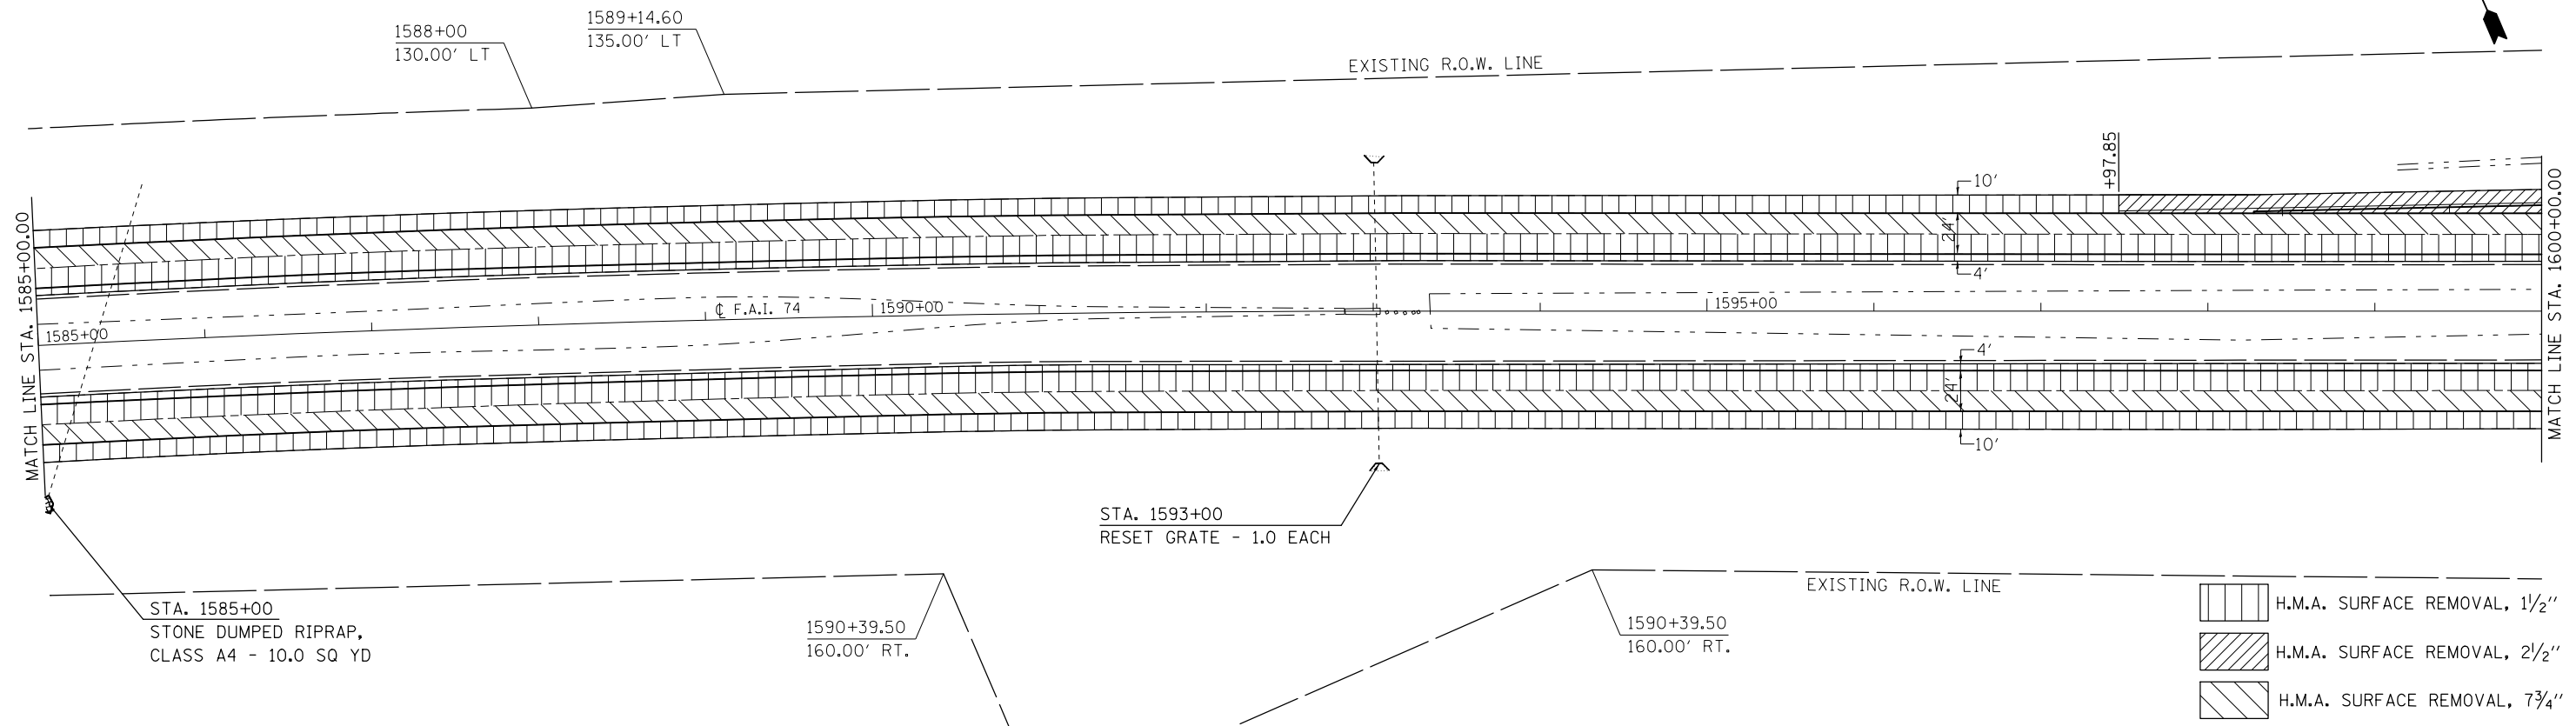 1588+00
130.00' LT
1589+14.60
135.00' LT
EXISTING R.O.W. LINE
+97.85
10'
24'
4'
MATCH LINE STA. 1585+00.00
MATCH LINE STA. 1600+00.00
1585+00
℄ F.A.I. 74
1590+00
1595+00
4'
24'
10'
STA. 1593+00
RESET GRATE - 1.0 EACH
STA. 1585+00
STONE DUMPED RIPRAP,
CLASS A4 - 10.0 SQ YD
1590+39.50
160.00' RT.
1590+39.50
160.00' RT.
EXISTING R.O.W. LINE
H.M.A. SURFACE REMOVAL, 1½"
H.M.A. SURFACE REMOVAL, 2½"
H.M.A. SURFACE REMOVAL, 7¾"